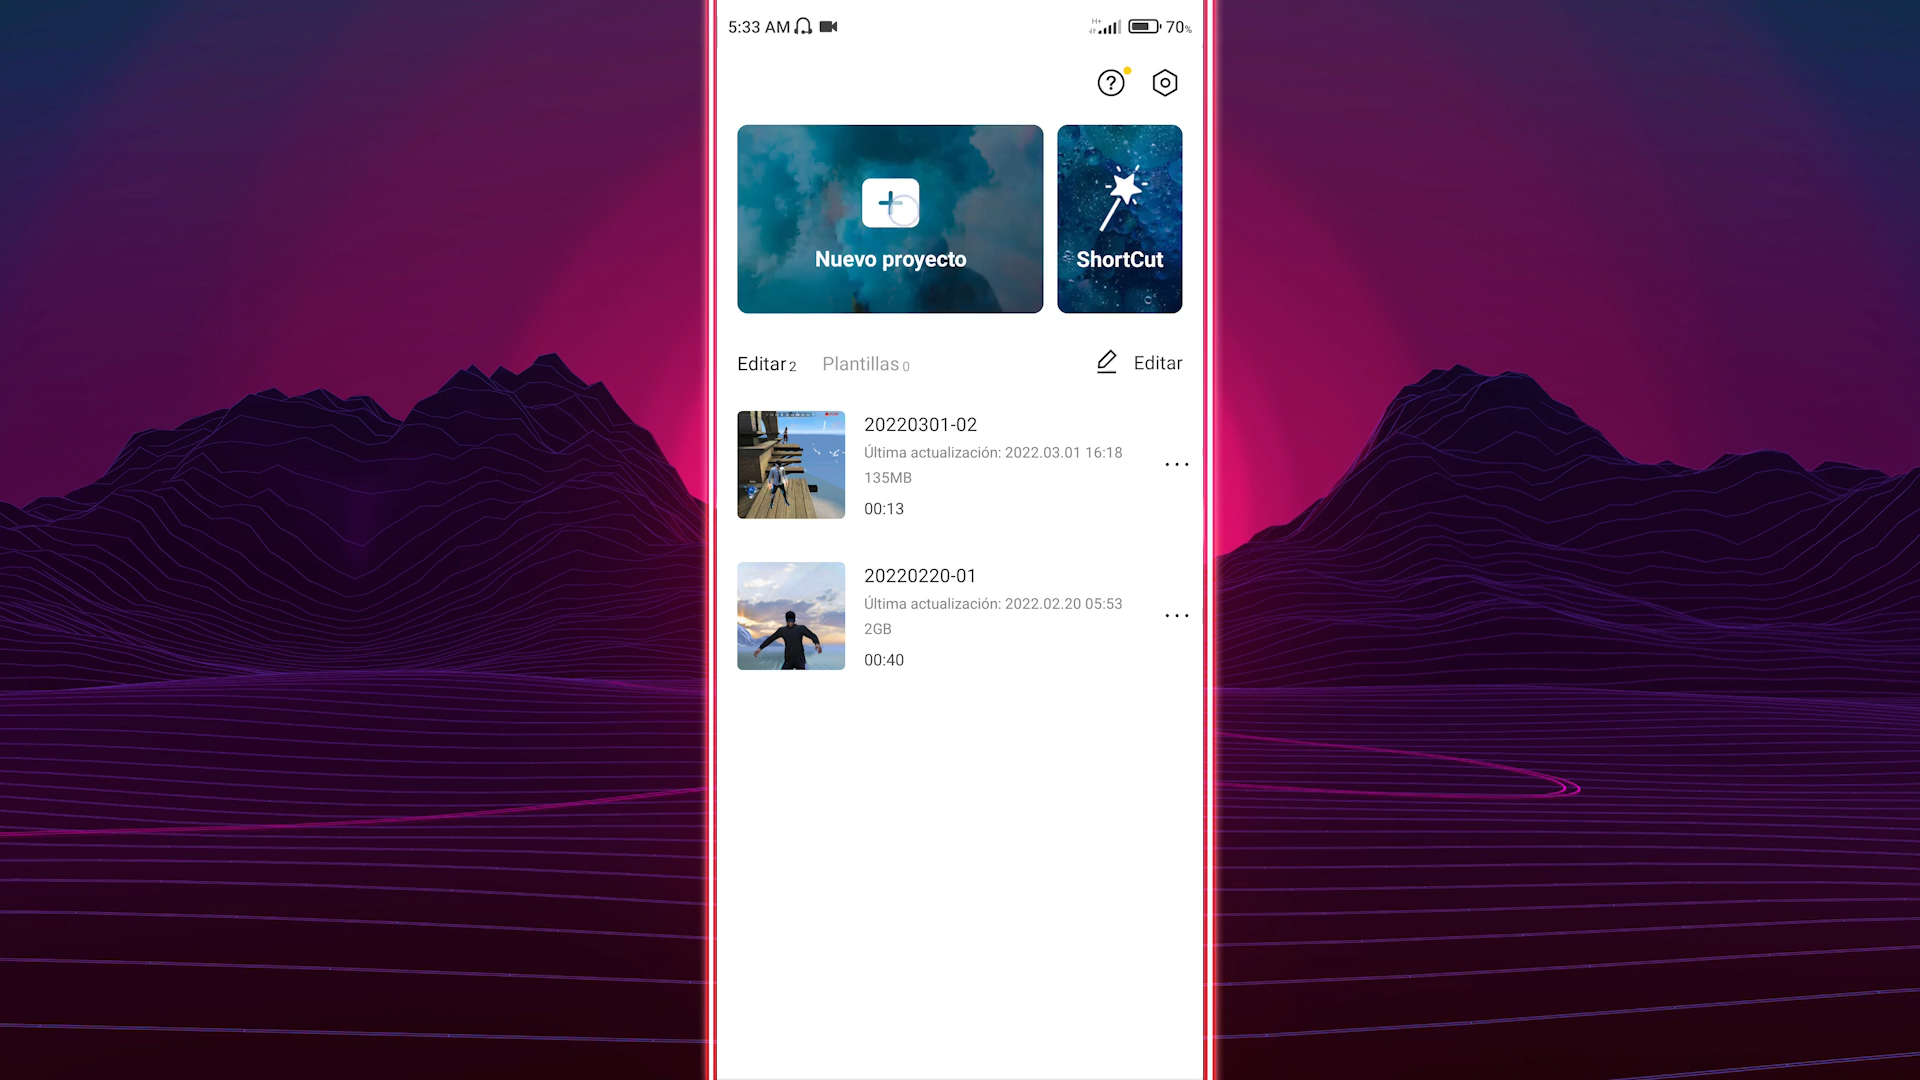 5:33 AM
H+
70%
Nuevo proyecto
ShortCut
Editar 2
Plantillas 0
Editar
20220301-02
Última actualización: 2022.03.01 16:18
135MB
00:13
20220220-01
Última actualización: 2022.02.20 05:53
2GB
00:40